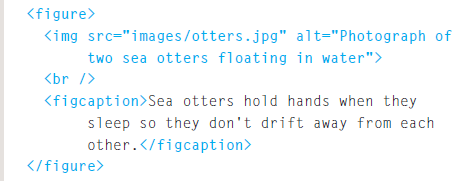 <figure>
<img src="images/otters.jpg" alt="Photograph of
two sea otters floating in water">
<br />
<figcaption>Sea otters hold hands when they
sleep so they don't drift away from each
other.</figcaption>
</figure>